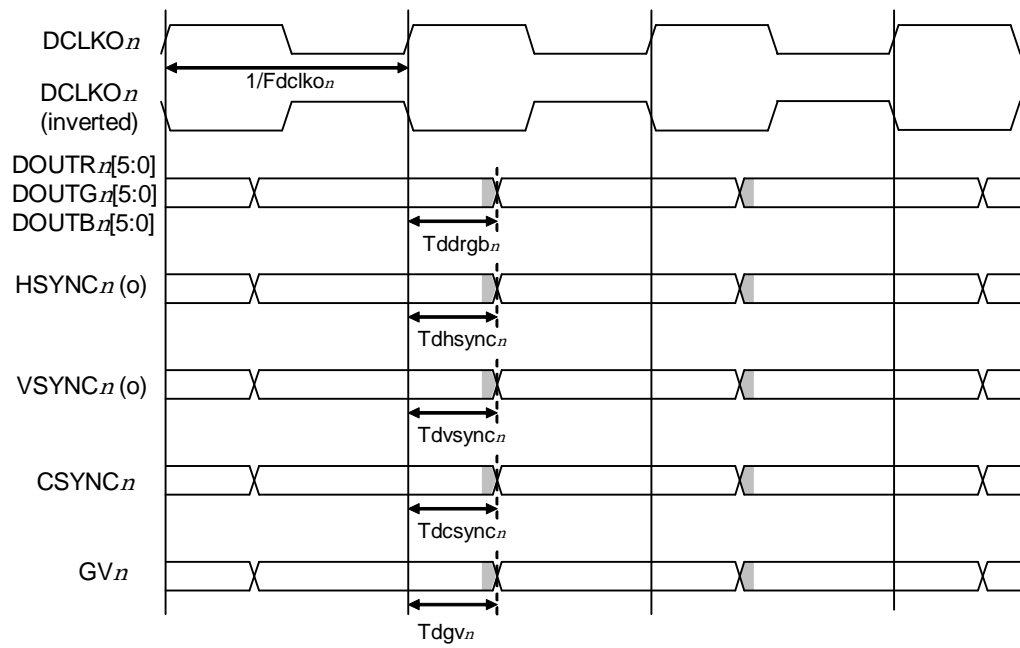 DCLKOn
1/Fdclkon
DCLKOn
(inverted)
DOUTRn[5:0]
DOUTGn[5:0]
DOUTBn[5:0]
Tddrgbn
HSYNCn (o)
Tdhsyncn
VSYNCn (o)
Tdvsyncn
CSYNCn
Tdcsyncn
GVn
Tdgvn